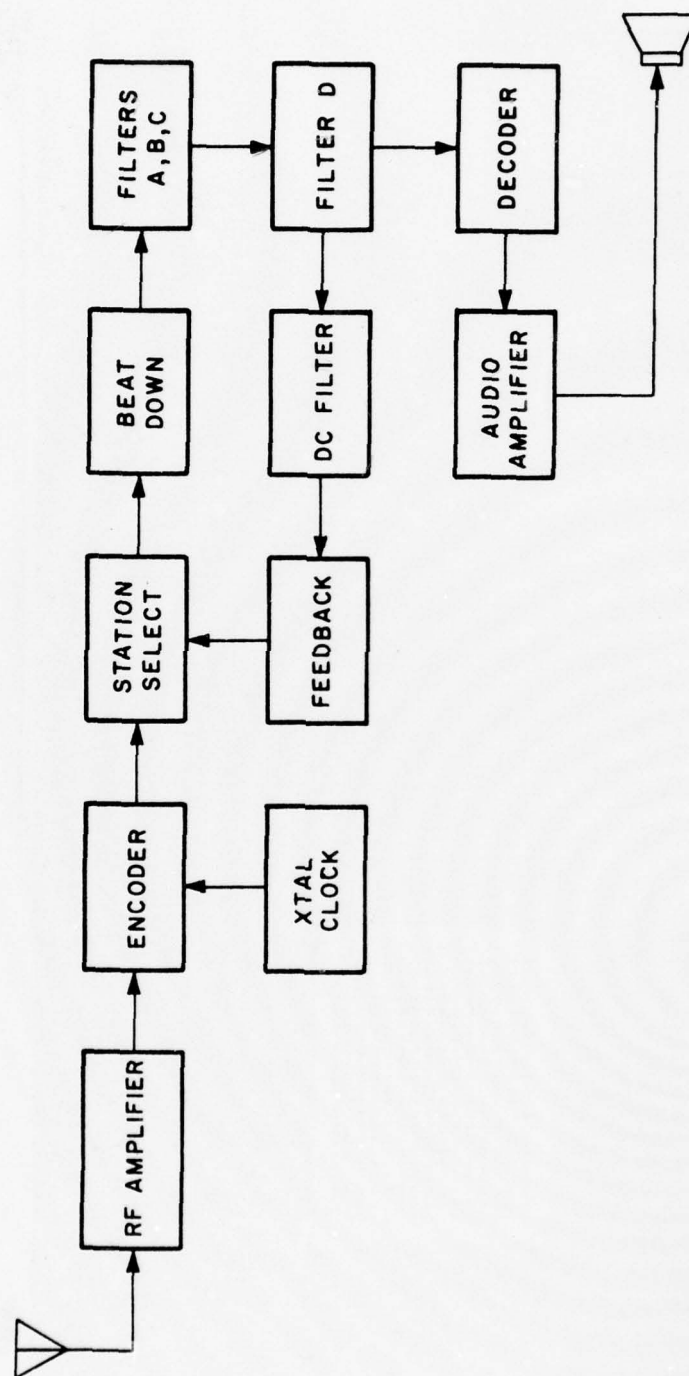 RF AMPLIFIER
ENCODER
STATION
SELECT
BEAT
DOWN
FILTERS
A, B, C
XTAL
CLOCK
FEEDBACK
DC FILTER
FILTER D
AUDIO
AMPLIFIER
DECODER